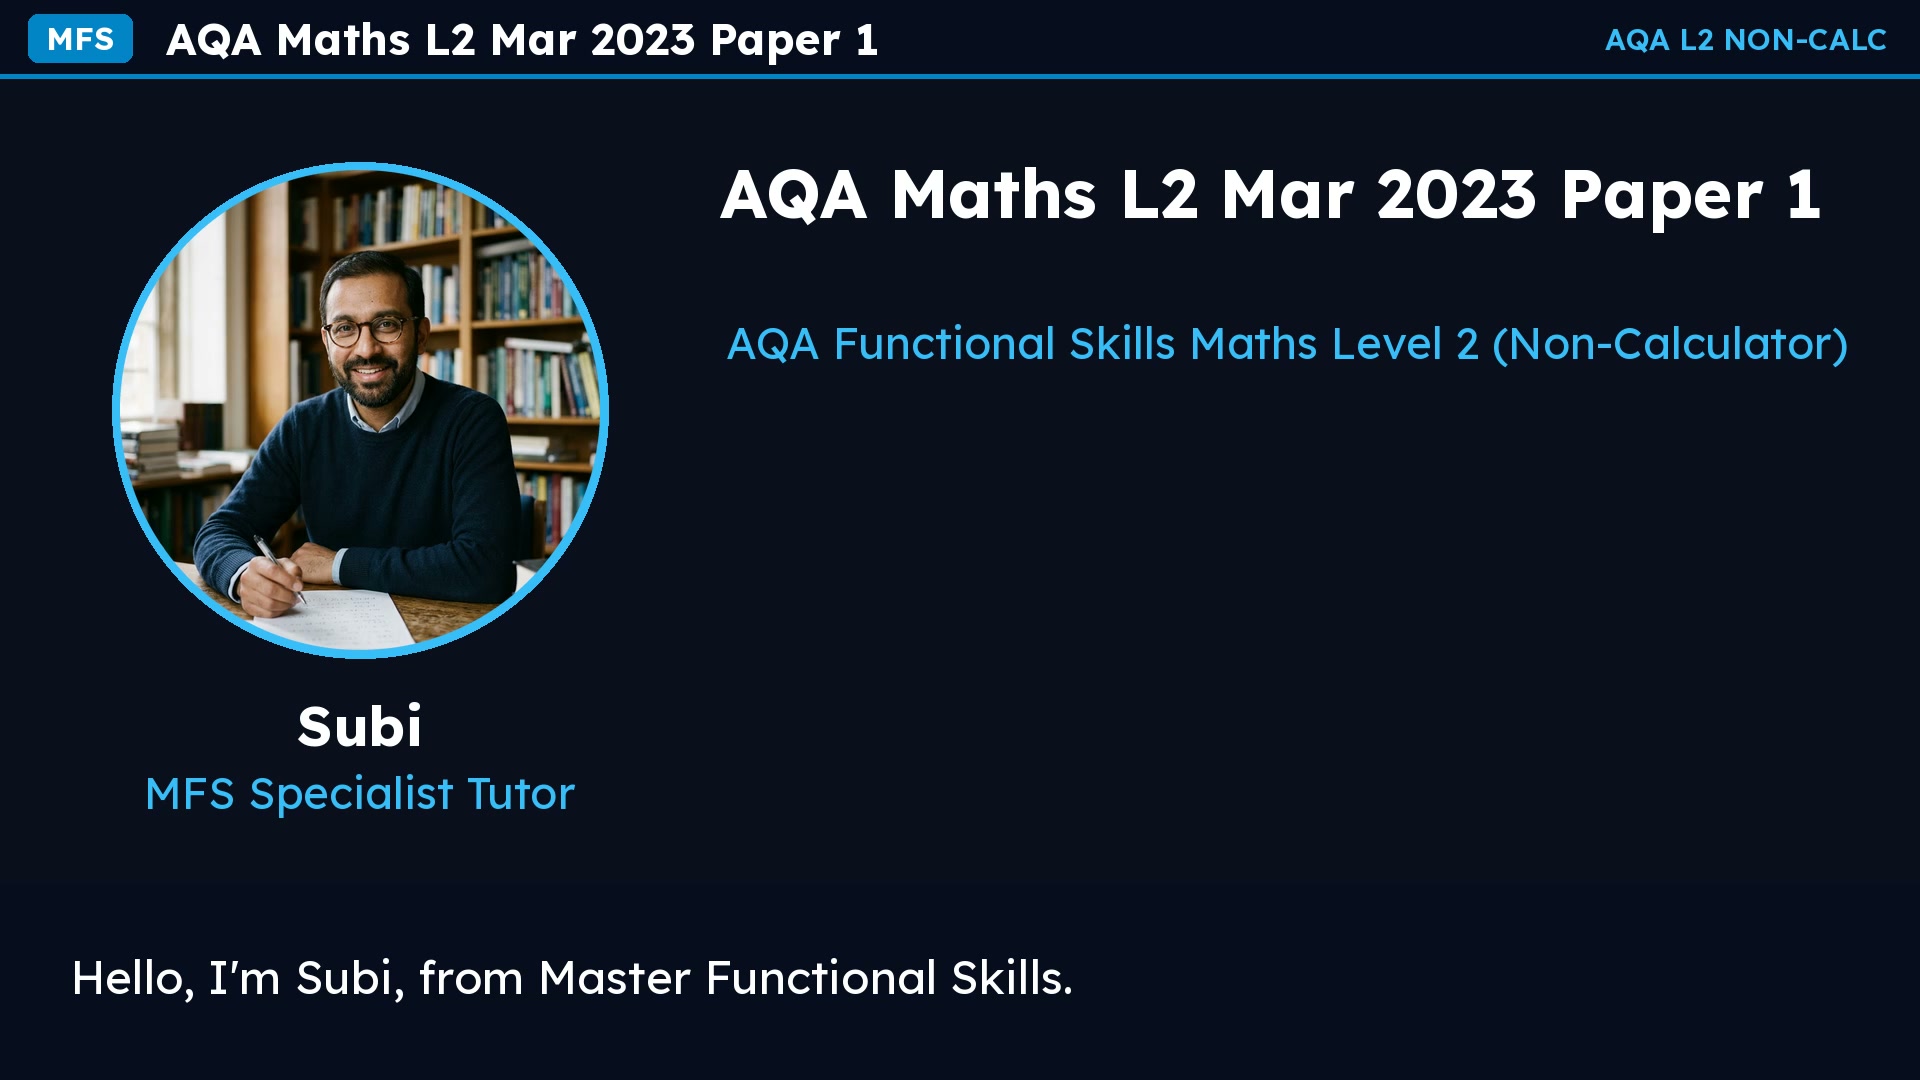 MFS
AQA Maths L2 Mar 2023 Paper 1
AQA L2 NON-CALC
AQA Maths L2 Mar 2023 Paper 1
AQA Functional Skills Maths Level 2 (Non-Calculator)
Subi
MFS Specialist Tutor
Hello, I'm Subi, from Master Functional Skills.